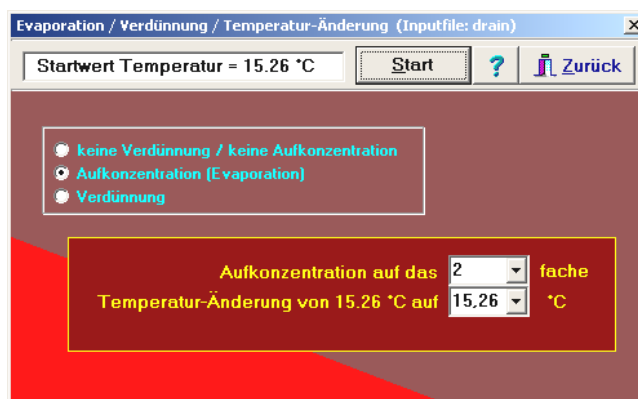 Evaporation / Verdünnung / Temperatur-Änderung (Inputfile: drain)
Startwert Temperatur = 15.26 °C Start ? Zurück
keine Verdünnung / keine Aufkonzentration
Aufkonzentration (Evaporation)
Verdünnung
Aufkonzentration auf das 2 fache
Temperatur-Änderung von 15.26 °C auf 15,26 °C